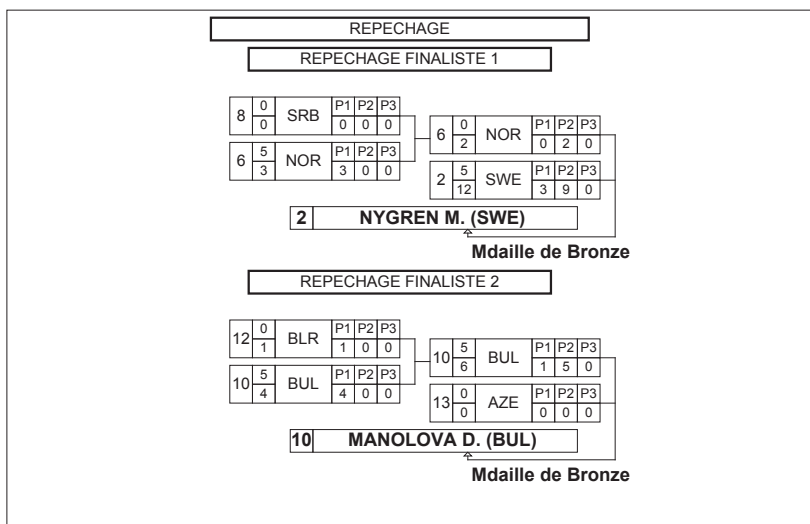 REPECHAGE
REPECHAGE FINALISTE 1
8 0 SRB P1 P2 P3
0 0 0 0
6 0 NOR P1 P2 P3
2 0 2 0
6 5 NOR P1 P2 P3
3 3 0 0
2 5 SWE P1 P2 P3
12 3 9 0
2 NYGREN M. (SWE)
Mdaille de Bronze
REPECHAGE FINALISTE 2
12 0 BLR P1 P2 P3
1 1 0 0
10 5 BUL P1 P2 P3
6 1 5 0
10 5 BUL P1 P2 P3
4 4 0 0
13 0 AZE P1 P2 P3
0 0 0 0
10 MANOLOVA D. (BUL)
Mdaille de Bronze